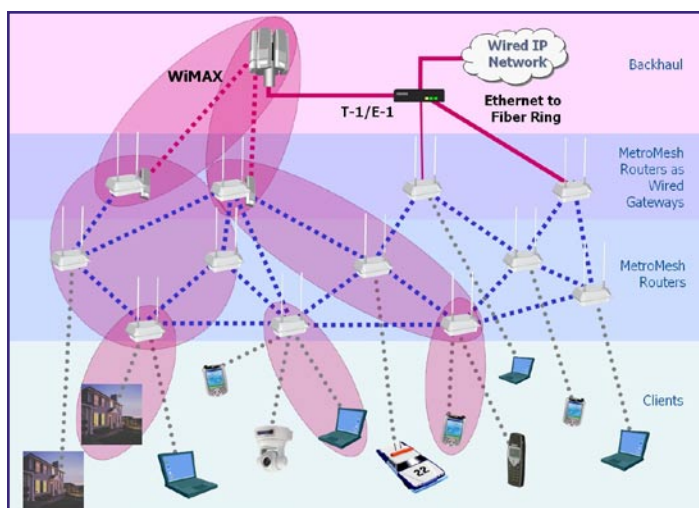 Wired IP
Network
Backhaul
WiMAX
Ethernet to
Fiber Ring
T-1/E-1
MetroMesh
Routers as
Wired
Gateways
MetroMesh
Routers
Clients
22